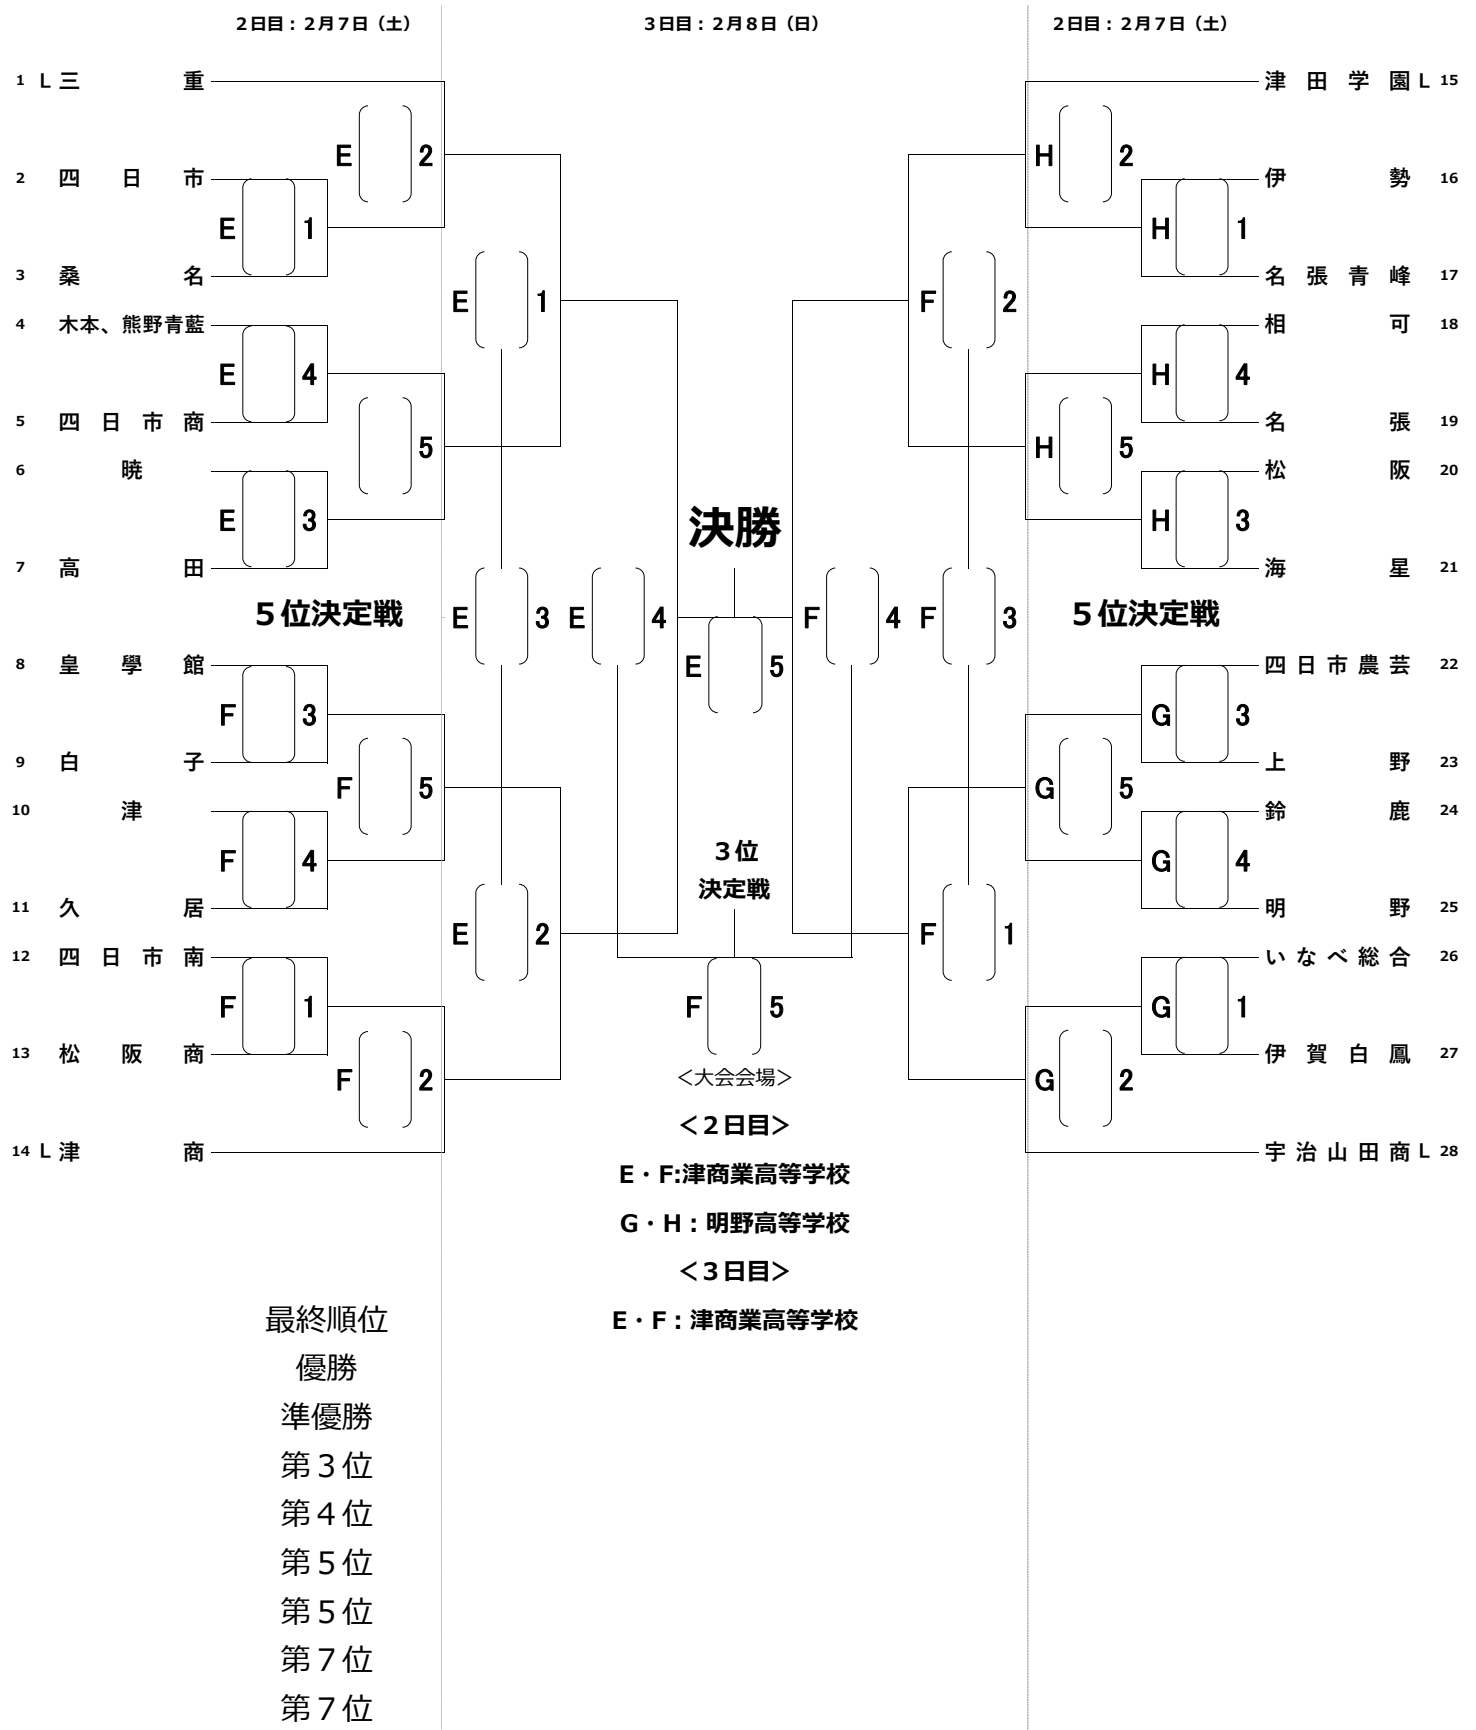 2日目：2月7日（土） 3日目：2月8日（日） 2日目：2月7日（土）
1 L 三重 津田学園 L 15
E 2 H 2
2 四日市 伊勢 16
E 1 H 1
3 桑名 名張青峰 17
E 1 F 2
4 木本、熊野青藍 相可 18
E 4 H 4
5 四日市商 名張 19
5 H 5
6 暁 松阪 20
E 3 決勝 H 3
7 高田 海星 21
5位決定戦 E 3 E 4 F 4 F 3 5位決定戦
8 皇學館 E 5 四日市農芸 22
F 3 G 3
9 白子 上野 23
F 5 G 5
10 津 鈴鹿 24
F 4 3位 G 4
決定戦
11 久居 明野 25
E 2 F 1
12 四日市南 いなべ総合 26
F 1 F 5 G 1
13 松阪商 伊賀白鳳 27
F 2 ＜大会会場＞ G 2
＜2日目＞
14 L 津商 宇治山田商 L 28
E・F:津商業高等学校
G・H：明野高等学校
＜3日目＞
E・F：津商業高等学校
最終順位
優勝
準優勝
第３位
第４位
第５位
第５位
第７位
第７位